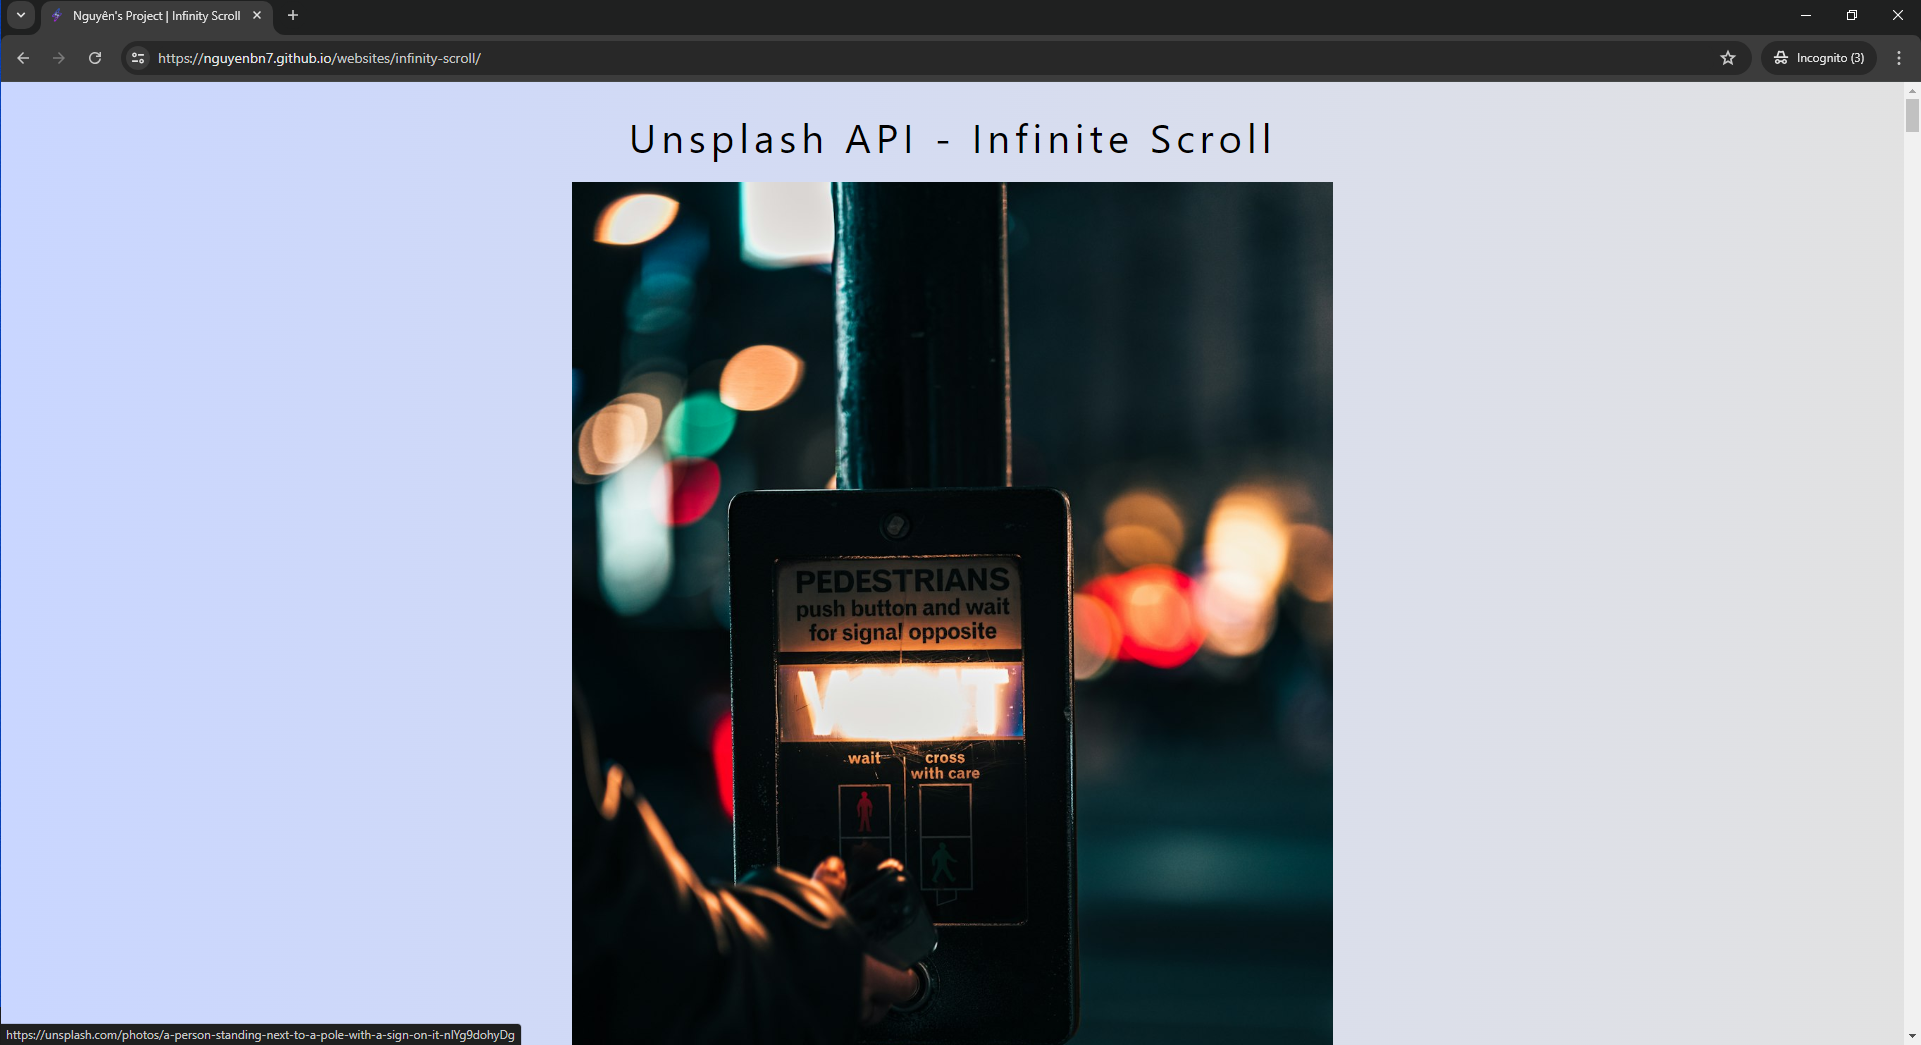 Nguyên's Project | Infinity Scroll
https://nguyenbn7.github.io/websites/infinity-scroll/
Incognito (3)
Unsplash API - Infinite Scroll
PEDESTRIANS
push button and wait
for signal opposite
WAIT
wait
cross
with care
https://unsplash.com/photos/a-person-standing-next-to-a-pole-with-a-sign-on-it-nlYg9dohyDg